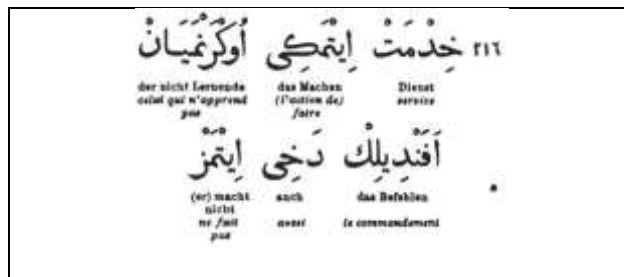 ٢١٦ خِدْمَتْ اِيتْمَكِى اُوكَرَنْمَيَانْ
der nicht Lernende das Machen Dienst
celui qui n'apprend (l'action de) service
pas faire
اَفَنْدِيلِكْ دَخِى اِيتْمَزْ
(er) macht auch das Befehlen
nicht
ne fait aussi le commandement
pas